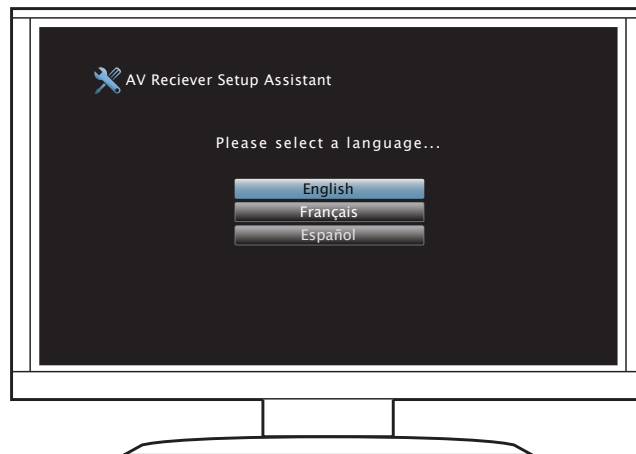 AV Reciever Setup Assistant
Please select a language...
English
Français
Español